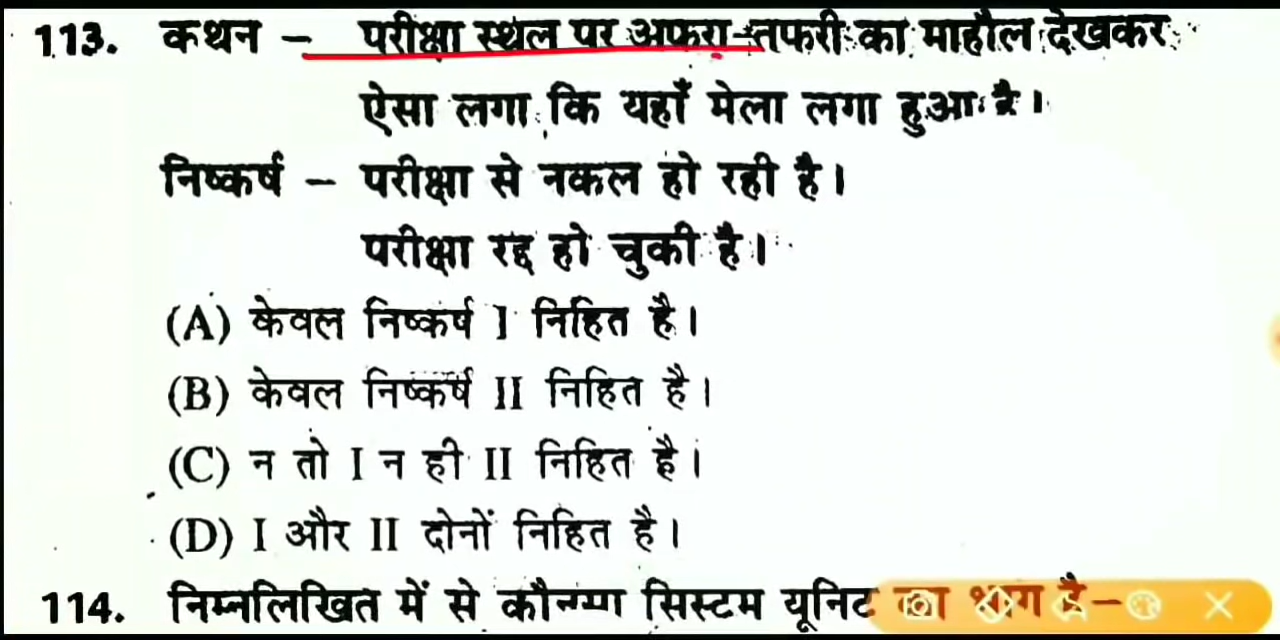 113. कथन – परीक्षा स्थल पर अफरा-तफरी का माहौल देखकर
ऐसा लगा कि यहाँ मेला लगा हुआ है।
निष्कर्ष – परीक्षा से नकल हो रही है।
परीक्षा रद्द हो चुकी है।
(A) केवल निष्कर्ष I निहित है।
(B) केवल निष्कर्ष II निहित है।
(C) न तो I न ही II निहित है।
(D) I और II दोनों निहित है।
114. निम्नलिखित में से कौन-सा सिस्टम यूनिट का भाग है–